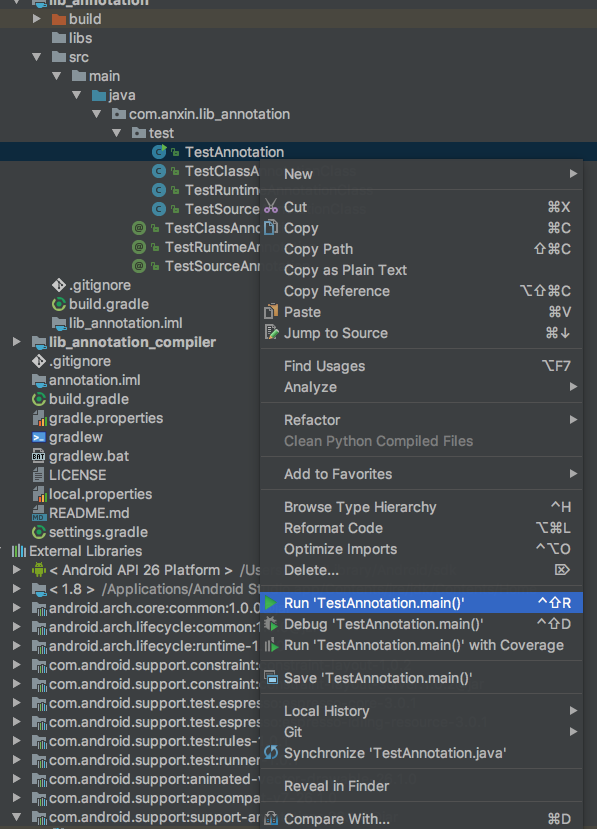 lib_annotation
build
libs
src
main
java
com.anxin.lib_annotation
test
TestAnnotation
TestClassA
TestRuntim
TestSource
TestClassAnno
TestRuntimeAn
TestSourceAnn
.gitignore
build.gradle
lib_annotation.iml
lib_annotation_compiler
.gitignore
annotation.iml
build.gradle
gradle.properties
gradlew
gradlew.bat
LICENSE
local.properties
README.md
settings.gradle
External Libraries
< Android API 26 Platform > /Us
< 1.8 > /Applications/Android St
android.arch.core:common:1.0.0
android.arch.lifecycle:common:1
android.arch.lifecycle:runtime-1
com.android.support.constraint:
com.android.support.constraint:
com.android.support.test.espre
com.android.support.test.espre
com.android.support.test:rules-
com.android.support.test:runner
com.android.support:animated-v
com.android.support:appcompa
com.android.support:support-an
New
Cut ⌘X
Copy ⌘C
Copy Path ⇧⌘C
Copy as Plain Text
Copy Reference ⌥⇧⌘C
Paste ⌘V
Jump to Source ⌘↓
Find Usages ⌥F7
Analyze
Refactor
Clean Python Compiled Files
Add to Favorites
Browse Type Hierarchy ^H
Reformat Code ⌥⌘L
Optimize Imports ^⌥O
Delete... ⌦
Run 'TestAnnotation.main()' ^⇧R
Debug 'TestAnnotation.main()' ^⇧D
Run 'TestAnnotation.main()' with Coverage
Save 'TestAnnotation.main()'
Local History
Git
Synchronize 'TestAnnotation.java'
Reveal in Finder
Compare With... ⌘D